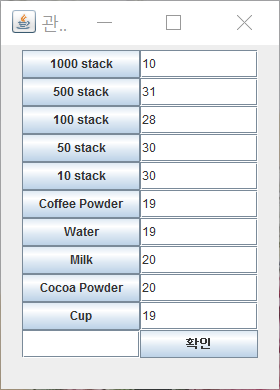 관..
1000 stack 10
500 stack 31
100 stack 28
50 stack 30
10 stack 30
Coffee Powder 19
Water 19
Milk 20
Cocoa Powder 20
Cup 19
확인